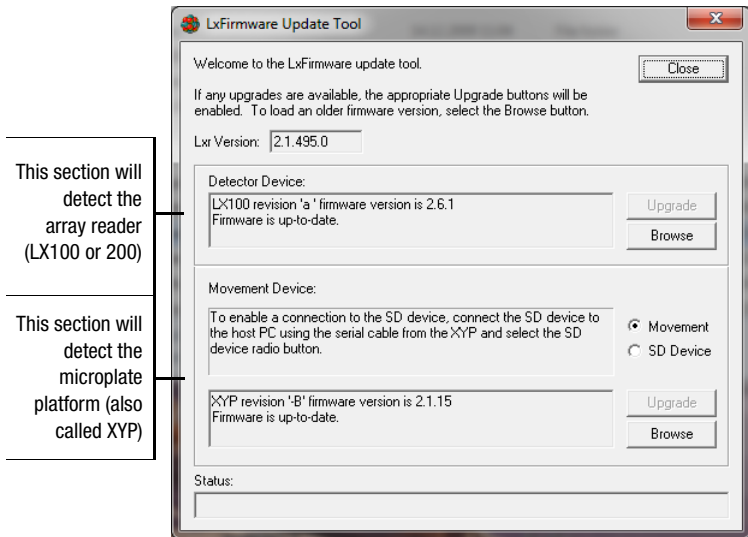 LxFirmware Update Tool
Welcome to the LxFirmware update tool.
Close
If any upgrades are available, the appropriate Upgrade buttons will be
enabled. To load an older firmware version, select the Browse button.
Lxr Version: 2.1.495.0
This section will
detect the
array reader
(LX100 or 200)
Detector Device:
LX100 revision 'a ' firmware version is 2.6.1
Firmware is up-to-date.
Upgrade
Browse
This section will
detect the
microplate
platform (also
called XYP)
Movement Device:
To enable a connection to the SD device, connect the SD device to
the host PC using the serial cable from the XYP and select the SD
device radio button.
Movement
SD Device
XYP revision '-B' firmware version is 2.1.15
Firmware is up-to-date.
Upgrade
Browse
Status: